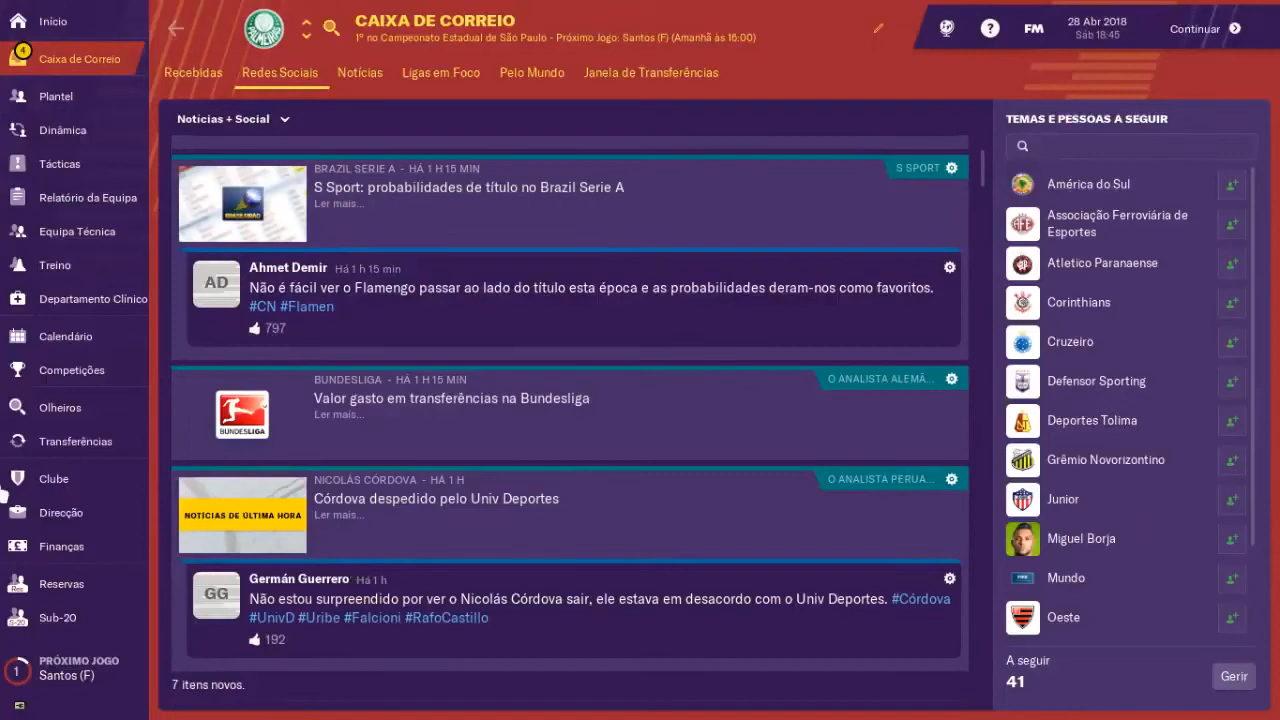 Início
4
Caixa de Correio
Plantel
Dinâmica
Tácticas
Relatório da Equipa
Equipa Técnica
Treino
Departamento Clínico
Calendário
Competições
Olheiros
Transferências
Clube
Direcção
Finanças
Reservas
Sub-20
1
PRÓXIMO JOGO
Santos (F)
CAIXA DE CORREIO
1º no Campeonato Estadual de São Paulo - Próximo Jogo: Santos (F) (Amanhã às 16:00)
?
FM
28 Abr 2018
Sáb 18:45
Continuar
Recebidas
Redes Sociais
Notícias
Ligas em Foco
Pelo Mundo
Janela de Transferências
Notícias + Social
BRAZIL SERIE A - HÁ 1 H 15 MIN
S SPORT
S Sport: probabilidades de título no Brazil Serie A
Ler mais...
AD
Ahmet Demir Há 1 h 15 min
Não é fácil ver o Flamengo passar ao lado do título esta época e as probabilidades deram-nos como favoritos.
#CN #Flamen
797
BUNDESLIGA
BUNDESLIGA - HÁ 1 H 15 MIN
O ANALISTA ALEMÃ...
Valor gasto em transferências na Bundesliga
Ler mais...
NOTÍCIAS DE ÚLTIMA HORA
NICOLÁS CÓRDOVA - HÁ 1 H
O ANALISTA PERUA...
Córdova despedido pelo Univ Deportes
Ler mais...
GG
Germán Guerrero Há 1 h
Não estou surpreendido por ver o Nicolás Córdova sair, ele estava em desacordo com o Univ Deportes. #Córdova
#UnivD #Uribe #Falcioni #RafoCastillo
192
7 itens novos.
TEMAS E PESSOAS A SEGUIR
América do Sul
Associação Ferroviária de
Esportes
Atletico Paranaense
Corinthians
Cruzeiro
Defensor Sporting
Deportes Tolima
Grêmio Novorizontino
Junior
Miguel Borja
Mundo
Oeste
A seguir
41
Gerir